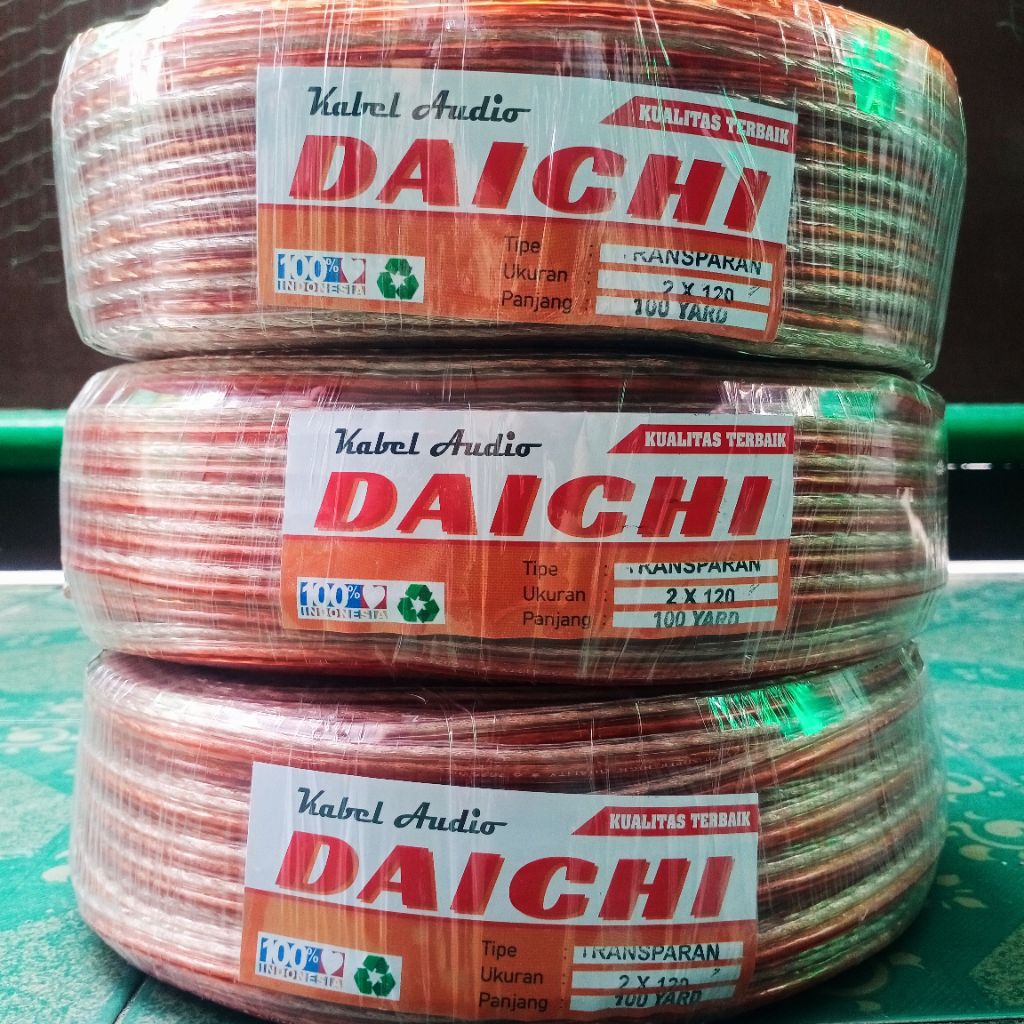 Kabel Audio
KUALITAS TERBAIK
DAICHI
Tipe : TRANSPARAN
Ukuran : 2 X 120
Panjang : 100 YARD
100% INDONESIA
Kabel Audio
KUALITAS TERBAIK
DAICHI
Tipe : TRANSPARAN
Ukuran : 2 X 120
Panjang : 100 YARD
100% INDONESIA
Kabel Audio
KUALITAS TERBAIK
DAICHI
Tipe : TRANSPARAN
Ukuran : 2 X 120
Panjang : 100 YARD
100% INDONESIA